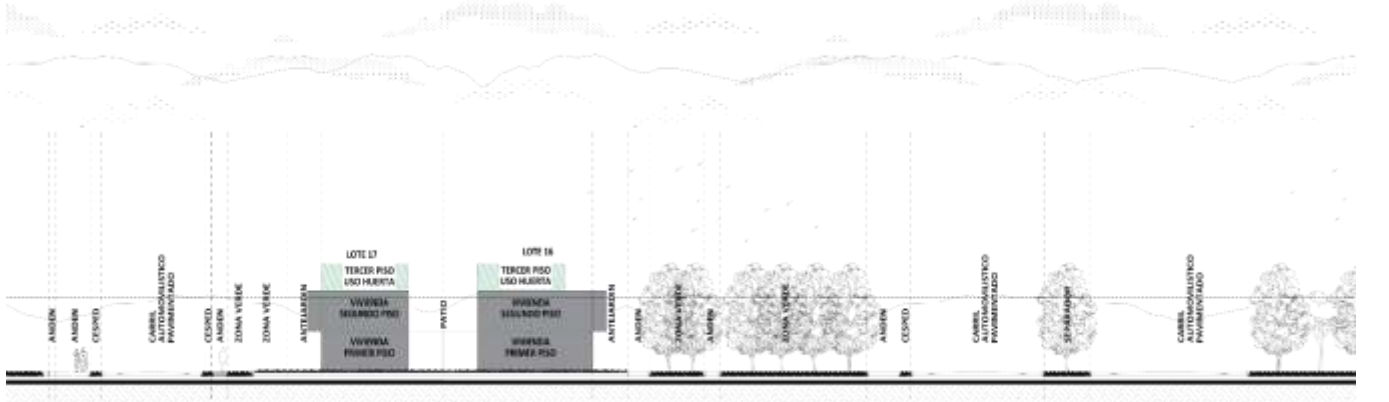 ANDEN
ANDEN
CESPED
CARRIL
AUTOMOVILISTICO
PAVIMENTADO
CESPED
ANDEN
ZONA VERDE
ZONA VERDE
ANTEJARDIN
LOTE 17
TERCER PISO
USO HUERTA
VIVIENDA
SEGUNDO PISO
VIVIENDA
PRIMER PISO
PATIO
LOTE 16
TERCER PISO
USO HUERTA
VIVIENDA
SEGUNDO PISO
VIVIENDA
PRIMER PISO
ANTEJARDIN
ANDEN
ZONA VERDE
ANDEN
ZONA VERDE
ANDEN
CESPED
CARRIL
AUTOMOVILISTICO
PAVIMENTADO
SEPARADOR
CARRIL
AUTOMOVILISTICO
PAVIMENTADO